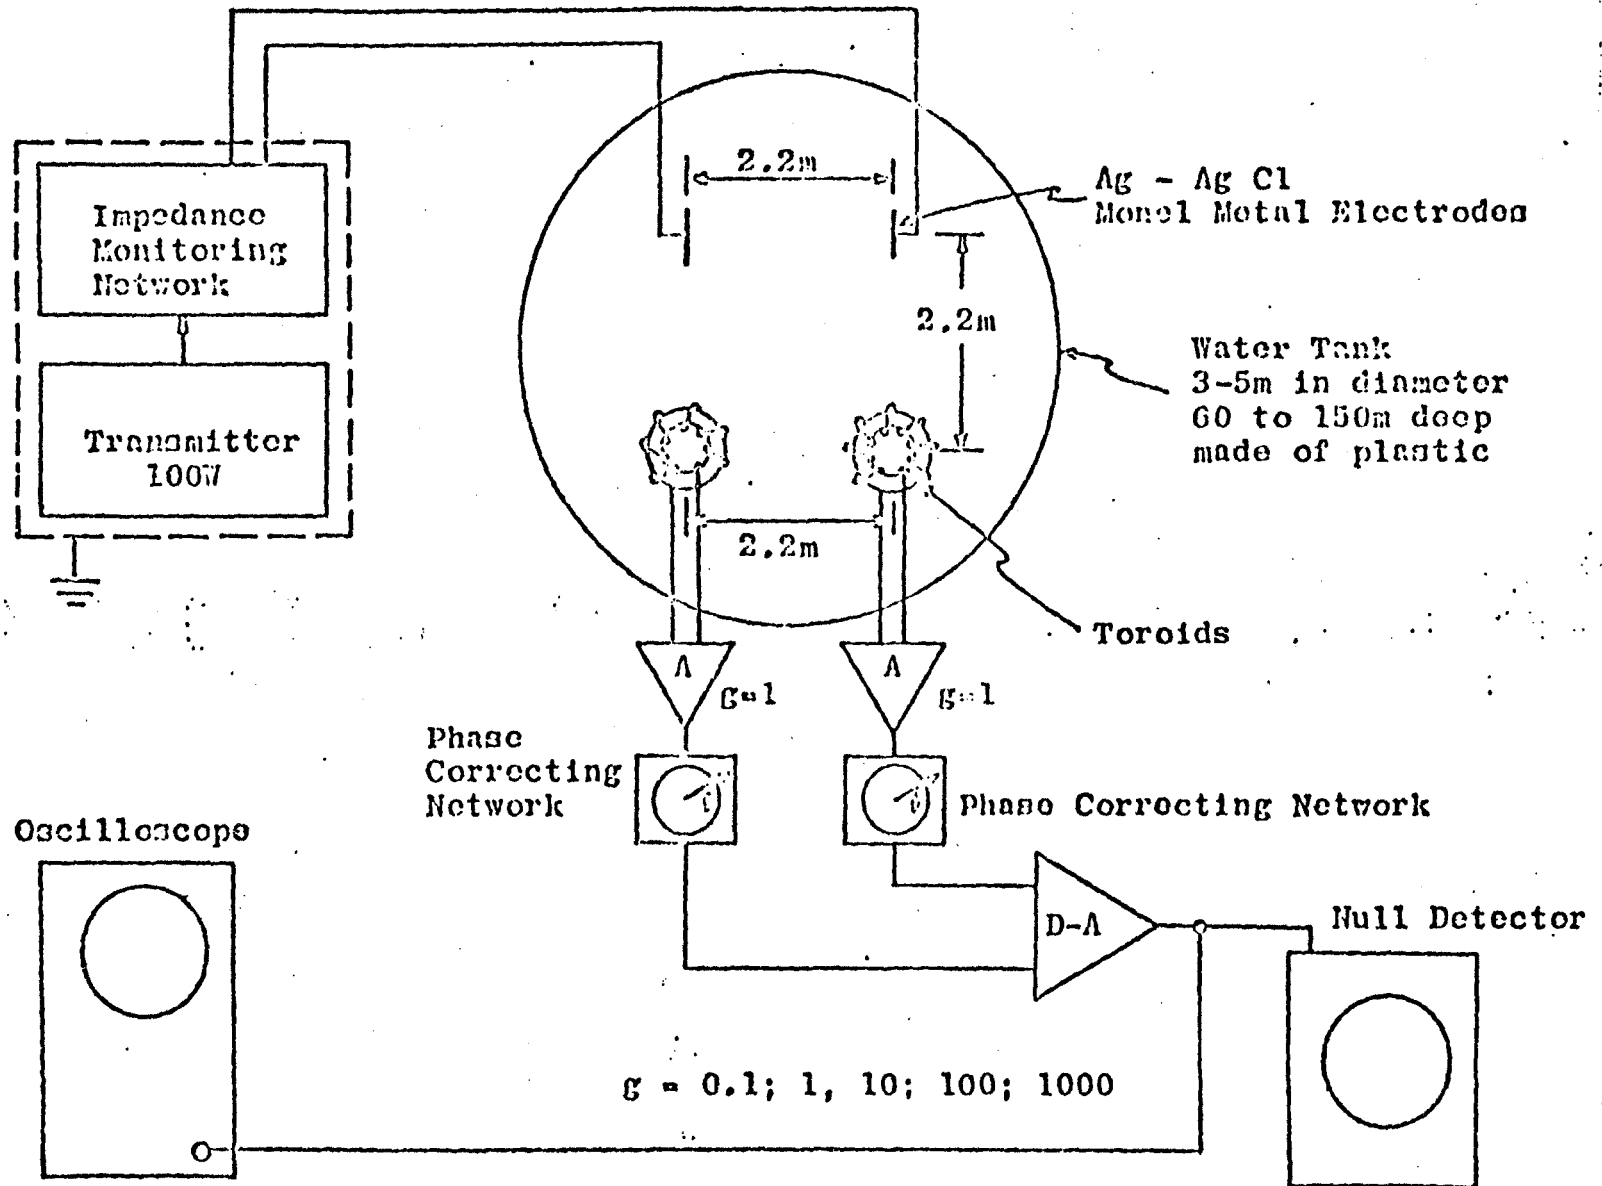 2.2m
Ag - Ag Cl
Monel Metal Electrodes
Impedance
Monitoring
Network
2.2m
Water Tank
3-5m in diameter
60 to 150m deep
made of plastic
Transmitter
100W
2.2m
Toroids
A
g=1
A
g=1
Phase
Correcting
Network
Phase Correcting Network
Oscilloscope
D-A
Null Detector
g = 0.1; 1, 10; 100; 1000